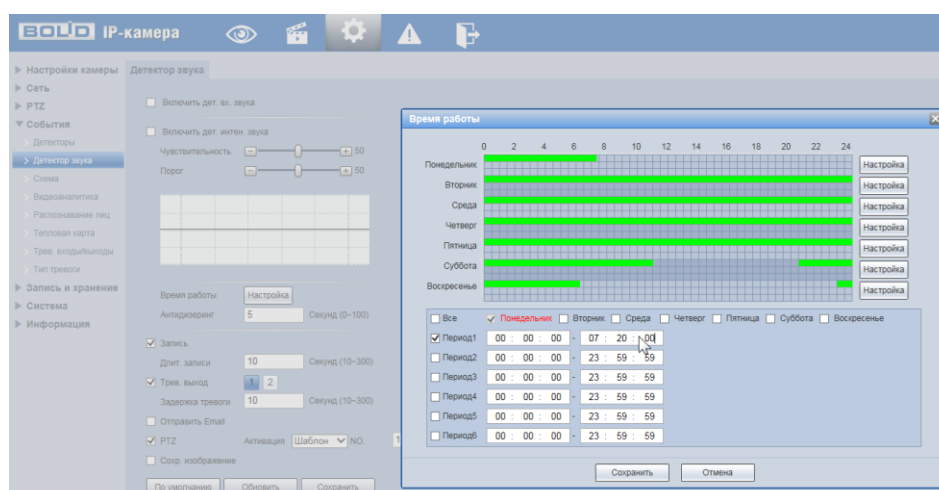 BOLID IP-камера
Настройки камеры
Сеть
PTZ
События
Детекторы
Детектор звука
Схема
Видеоаналитика
Распознавание лиц
Тепловая карта
Трев. входы/выходы
Тип тревоги
Запись и хранение
Система
Информация
Детектор звука
Включить дет. вх. звука
Включить дет. интен. звука
Чувствительность 50
Порог 50
Время работы Настройка
Антидизеринг 5 Секунд (0~100)
Запись
Длит. записи 10 Секунд (10~300)
Трев. выход 1 2
Задержка тревоги 10 Секунд (10~300)
Отправить Email
PTZ Активация Шаблон NO. 1
Сохр. изображение
По умолчанию Обновить Сохранить
Время работы
0 2 4 6 8 10 12 14 16 18 20 22 24
Понедельник Настройка
Вторник Настройка
Среда Настройка
Четверг Настройка
Пятница Настройка
Суббота Настройка
Воскресенье Настройка
Все Понедельник Вторник Среда Четверг Пятница Суббота Воскресенье
Период1 00 : 00 : 00 - 07 : 20 : 00
Период2 00 : 00 : 00 - 23 : 59 : 59
Период3 00 : 00 : 00 - 23 : 59 : 59
Период4 00 : 00 : 00 - 23 : 59 : 59
Период5 00 : 00 : 00 - 23 : 59 : 59
Период6 00 : 00 : 00 - 23 : 59 : 59
Сохранить Отмена